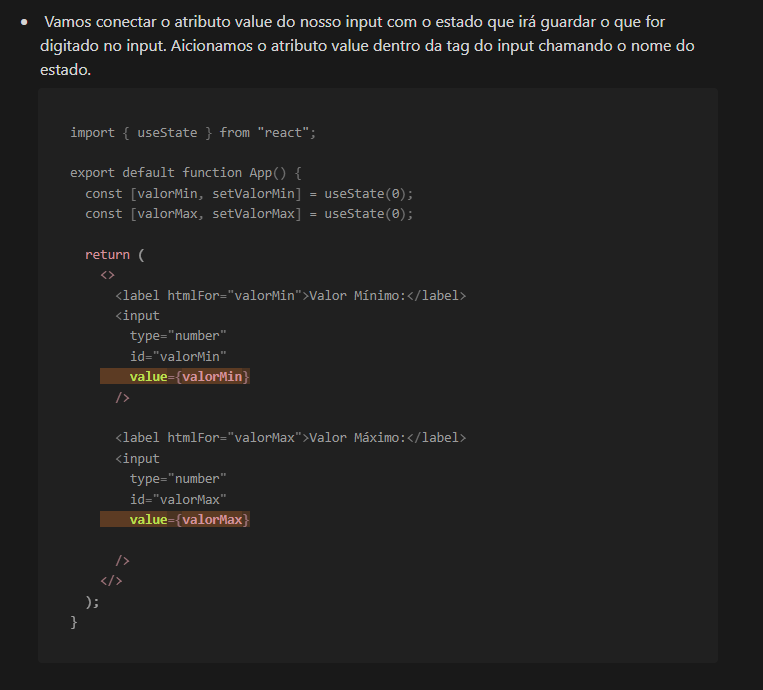 Vamos conectar o atributo value do nosso input com o estado que irá guardar o que for
digitado no input. Aicionamos o atributo value dentro da tag do input chamando o nome do
estado.
import { useState } from "react";
export default function App() {
const [valorMin, setValorMin] = useState(0);
const [valorMax, setValorMax] = useState(0);
return (
<>
<label htmlFor="valorMin">Valor Mínimo:</label>
<input
type="number"
id="valorMin"
value={valorMin}
/>
<label htmlFor="valorMax">Valor Máximo:</label>
<input
type="number"
id="valorMax"
value={valorMax}
/>
</>
);
}